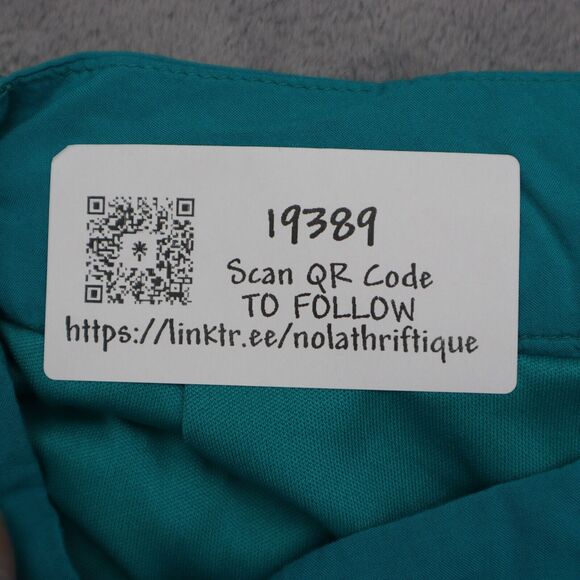 19389
Scan QR Code
TO FOLLOW
https://linktr.ee/nolathriftique